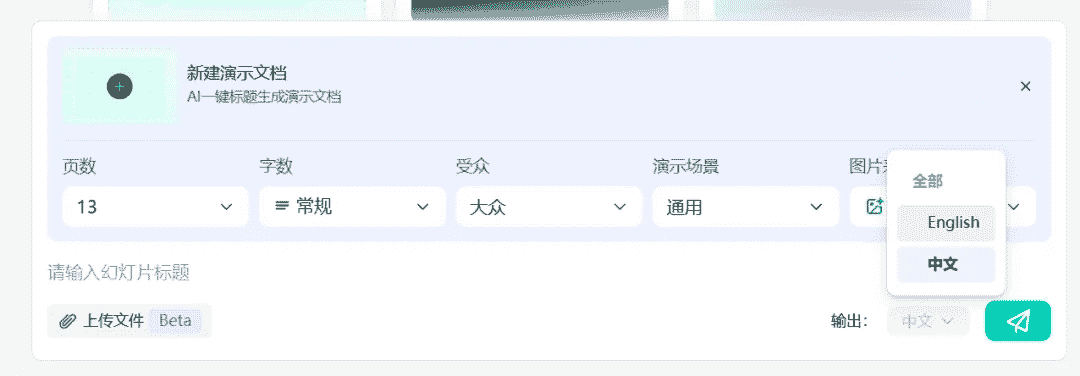 新建演示文档
AI一键标题生成演示文档
页数
字数
受众
演示场景
图片
13
常规
大众
通用
全部
English
中文
请输入幻灯片标题
上传文件 Beta
输出：
中文